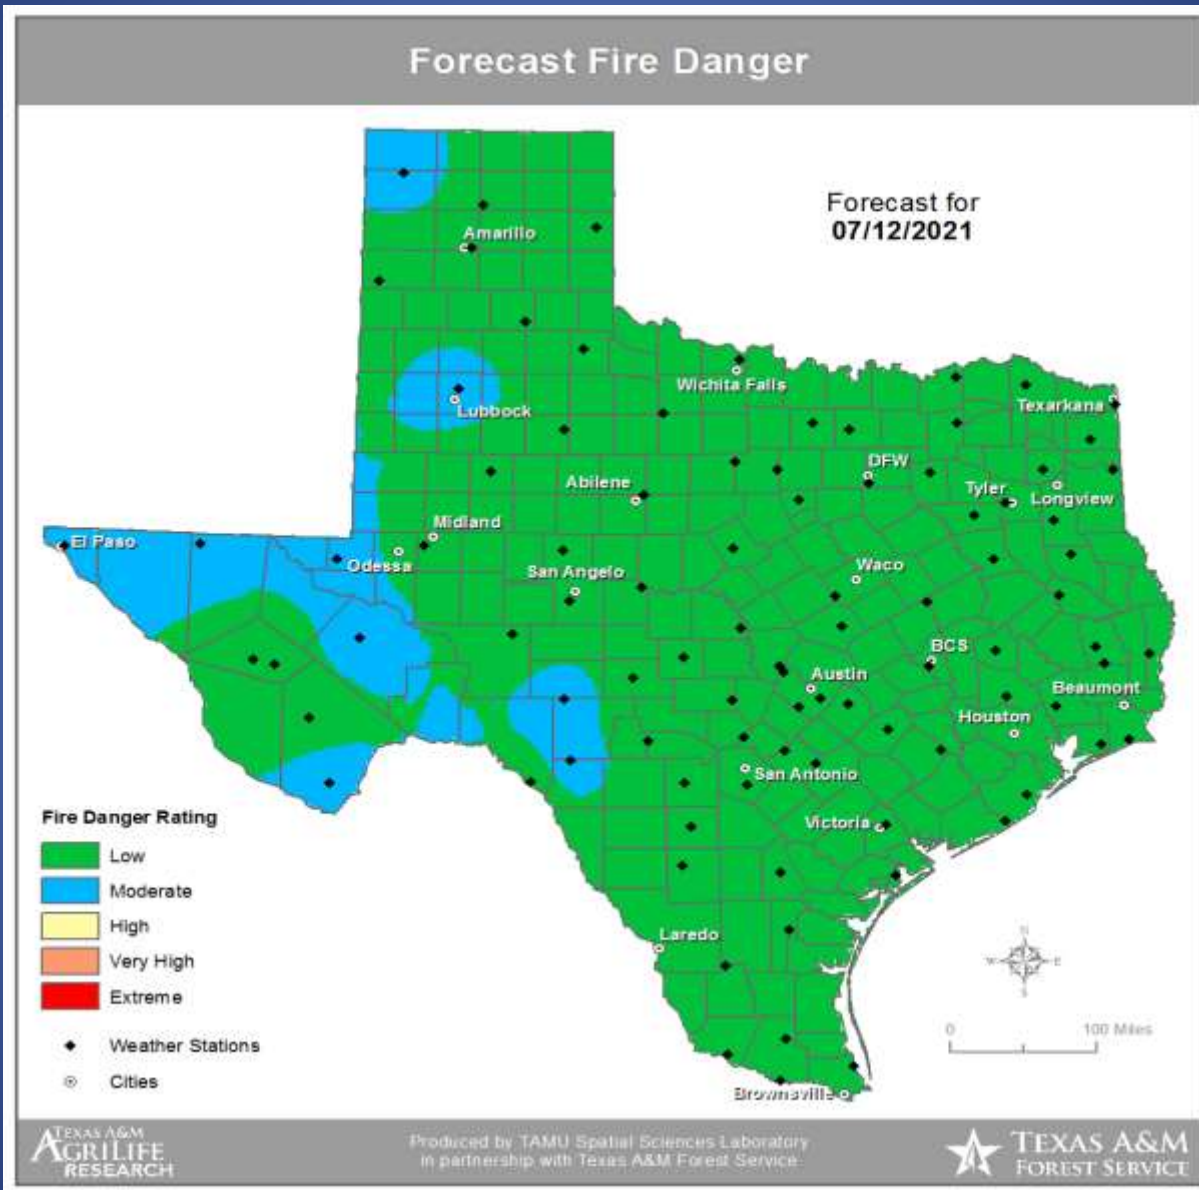 Forecast Fire Danger
Forecast for
07/12/2021
Amarillo
Lubbock
Wichita Falls
Texarkana
DFW
Abilene
Tyler
Longview
Midland
El Paso
Odessa
San Angelo
Waco
BCS
Austin
Beaumont
Houston
San Antonio
Victoria
Laredo
Brownsville
Fire Danger Rating
Low
Moderate
High
Very High
Extreme
Weather Stations
Cities
N
W E
S
0 100 Miles
TEXAS A&M
AGRILIFE
RESEARCH
Produced by TAMU Spatial Sciences Laboratory
in partnership with Texas A&M Forest Service
TEXAS A&M
FOREST SERVICE